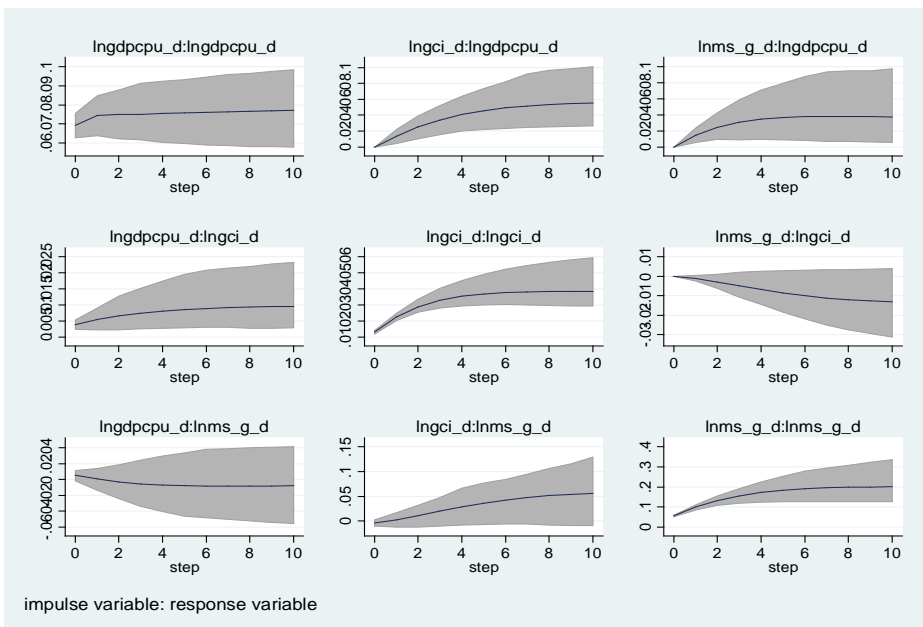 lngdpcpu_d:lngdpcpu_d
.06.07.08.09 .1
0 2 4 6 8 10
step
lngci_d:lngdpcpu_d
0 .02.04.06.08.1
0 2 4 6 8 10
step
lnms_g_d:lngdpcpu_d
0 .02.04.06.08.1
0 2 4 6 8 10
step
lngdpcpu_d:lngci_d
0 2 4 6 8 10
step
lngci_d:lngci_d
.01.02.03.04.05.06
0 2 4 6 8 10
step
lnms_g_d:lngci_d
-.03-.02-.01 0 .01
0 2 4 6 8 10
step
lngdpcpu_d:lnms_g_d
-.06-.04-.02 0 .02.04
0 2 4 6 8 10
step
lngci_d:lnms_g_d
0 .05 .1 .15
0 2 4 6 8 10
step
lnms_g_d:lnms_g_d
0 .1 .2 .3 .4
0 2 4 6 8 10
step
impulse variable: response variable